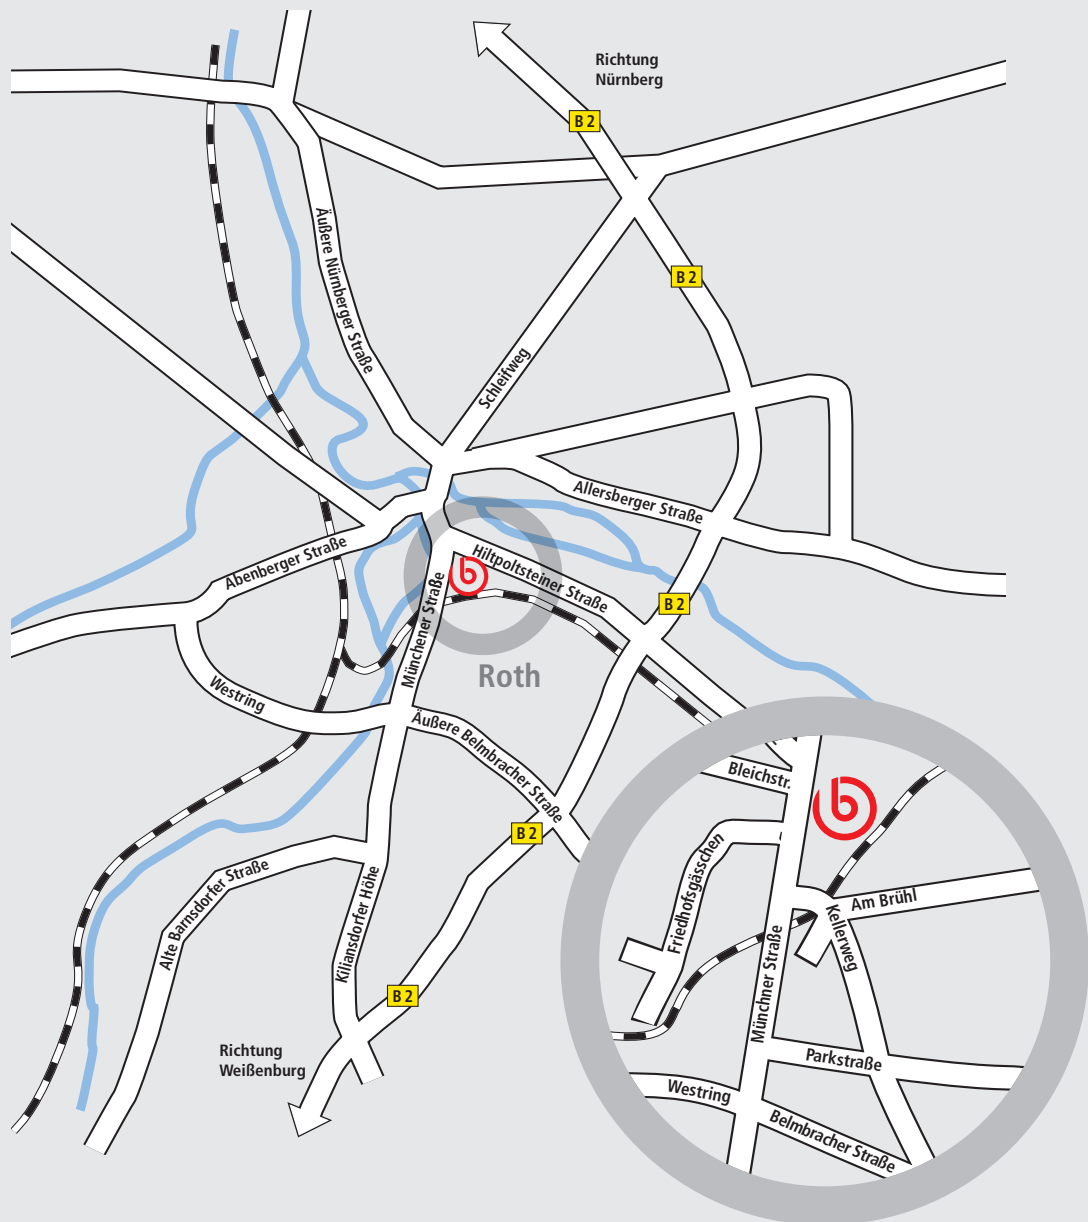 Richtung
Nürnberg
B 2
B 2
Äußere Nürnberger Straße
Schleifweg
Allersberger Straße
Abenberger Straße
Hiltpoltsteiner Straße
b
B 2
Münchener Straße
Roth
Westring
Äußere Belmbracher Straße
B 2
Alte Barnsdorfer Straße
Kiliansdorfer Höhe
B 2
Richtung
Weißenburg
Bleichstr.
b
Friedhofsgässchen
Am Brühl
Kellerweg
Münchner Straße
Parkstraße
Westring
Belmbracher Straße